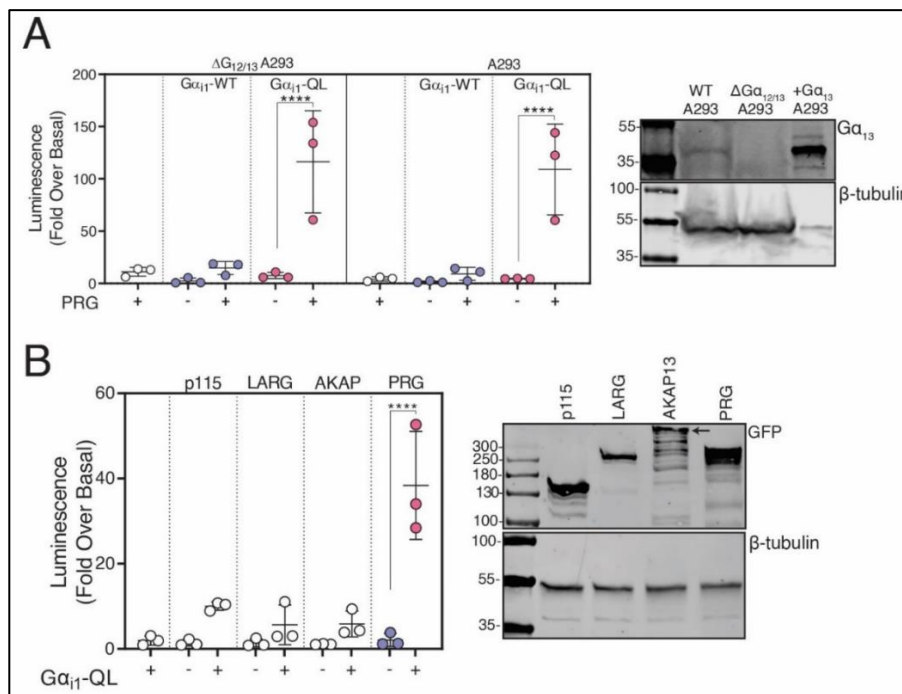 A
ΔG12/13 A293 A293
Gαi1-WT Gαi1-QL Gαi1-WT Gαi1-QL
**** ****
Luminescence
(Fold Over Basal)
200
150
100
50
0
PRG + - + - + + - + - +
WT ΔGα12/13 +Gα13
A293 A293 A293
55- Gα13
35-
100- β-tubulin
55-
35-
B
p115 LARG AKAP PRG
****
Luminescence
(Fold Over Basal)
60
40
20
0
Gαi1-QL + - + - + - + - +
p115 LARG AKAP13 PRG
GFP
300-
250-
180-
130-
100-
100- β-tubulin
55-
35-